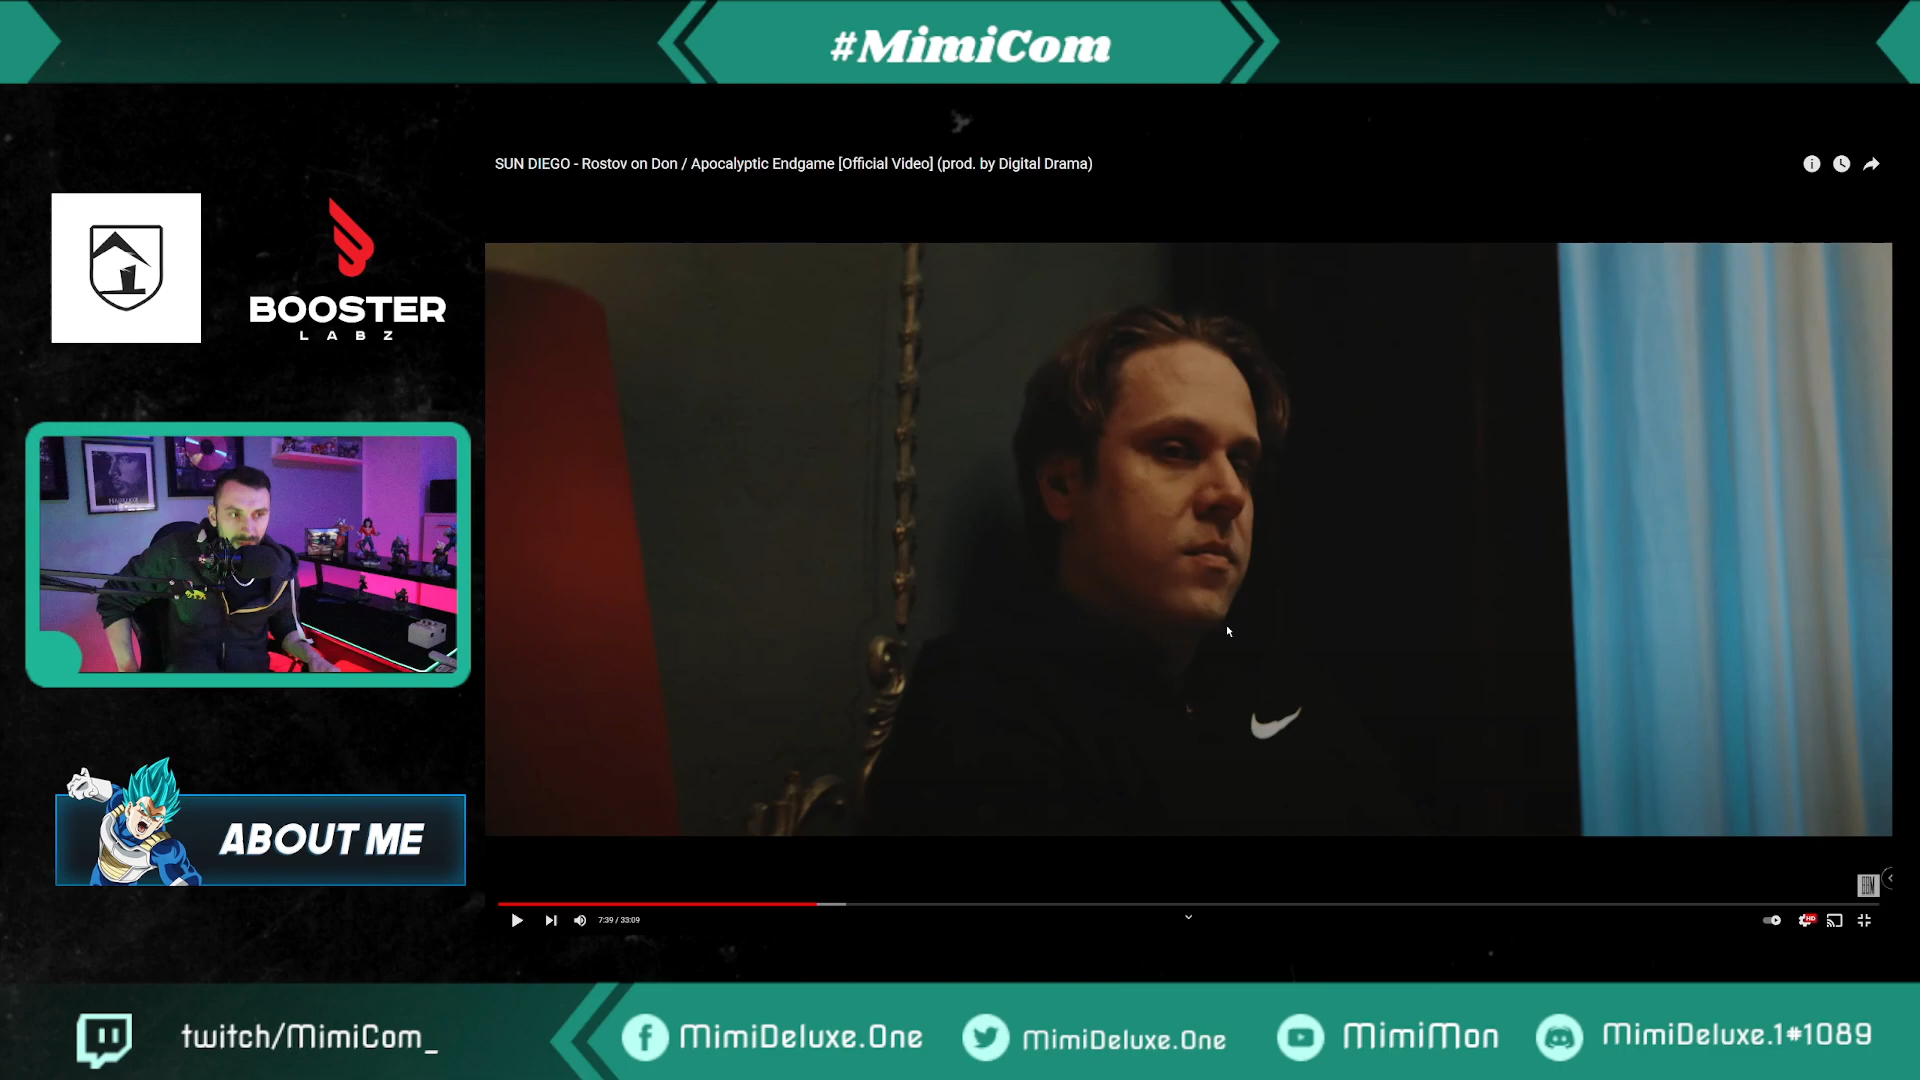 #MimiCom
SUN DIEGO - Rostov on Don / Apocalyptic Endgame [Official Video] (prod. by Digital Drama)
BOOSTER
LABZ
ABOUT ME
7:39 / 33:09
HD
twitch/MimiCom_
MimiDeluxe.One
MimiDeluxe.One
MimiMon
MimiDeluxe.1#1089